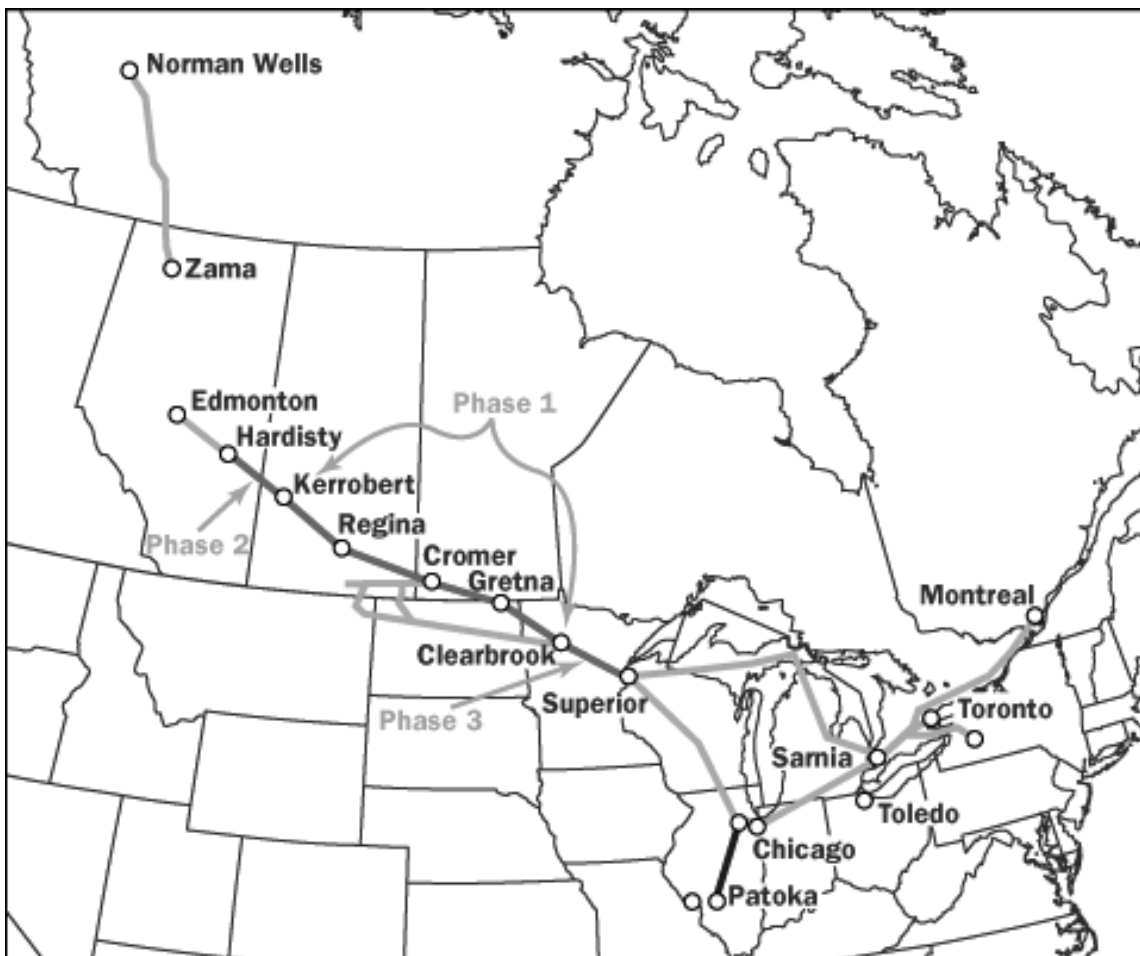 Norman Wells
Zama
Edmonton
Phase 1
Hardisty
Kerrobert
Regina
Phase 2
Cromer
Gretna
Montreal
Clearbrook
Superior
Toronto
Phase 3
Sarnia
Toledo
Chicago
Patoka